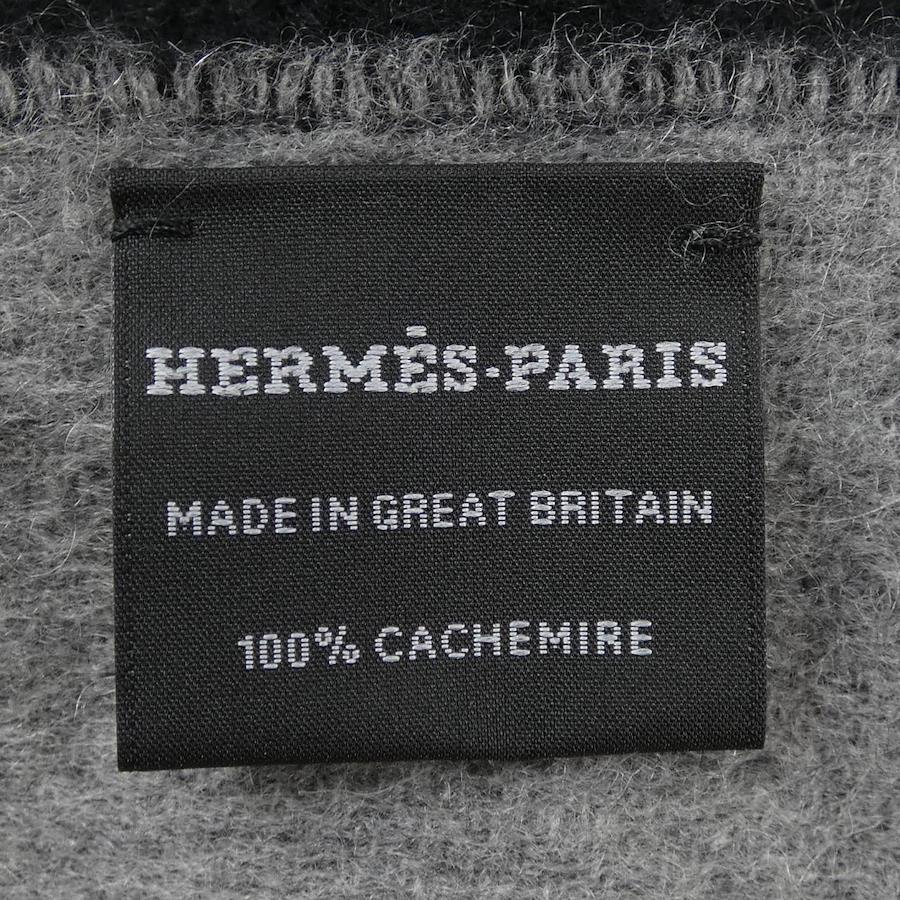 HERMÈS-PARIS
MADE IN GREAT BRITAIN
100% CACHEMIRE